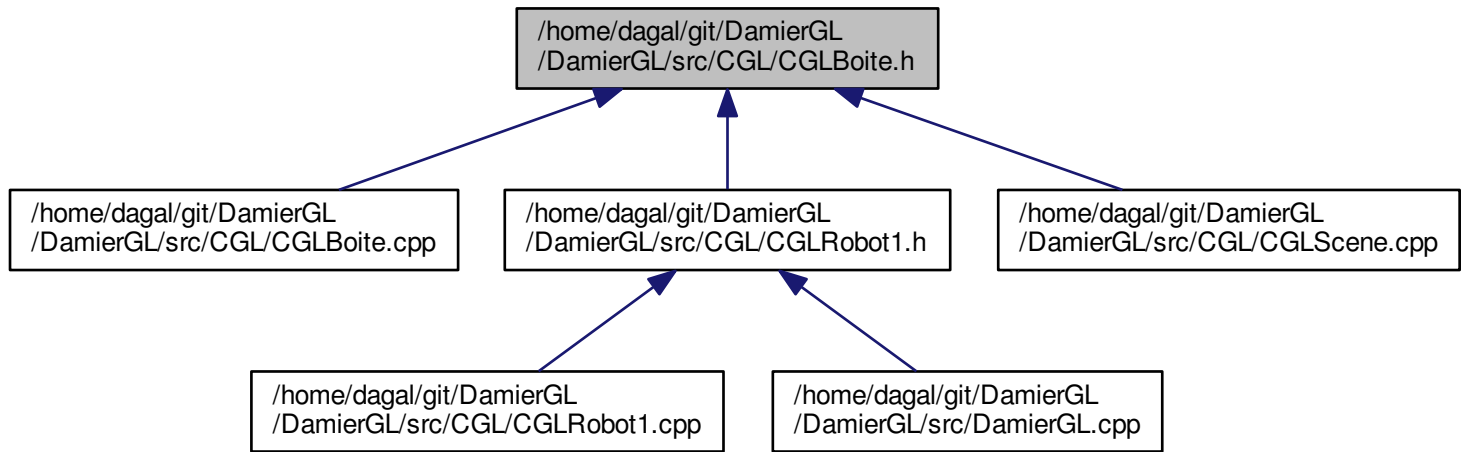 /home/dagal/git/DamierGL
/DamierGL/src/CGL/CGLBoite.h
/home/dagal/git/DamierGL
/DamierGL/src/CGL/CGLBoite.cpp
/home/dagal/git/DamierGL
/DamierGL/src/CGL/CGLRobot1.h
/home/dagal/git/DamierGL
/DamierGL/src/CGL/CGLScene.cpp
/home/dagal/git/DamierGL
/DamierGL/src/CGL/CGLRobot1.cpp
/home/dagal/git/DamierGL
/DamierGL/src/DamierGL.cpp